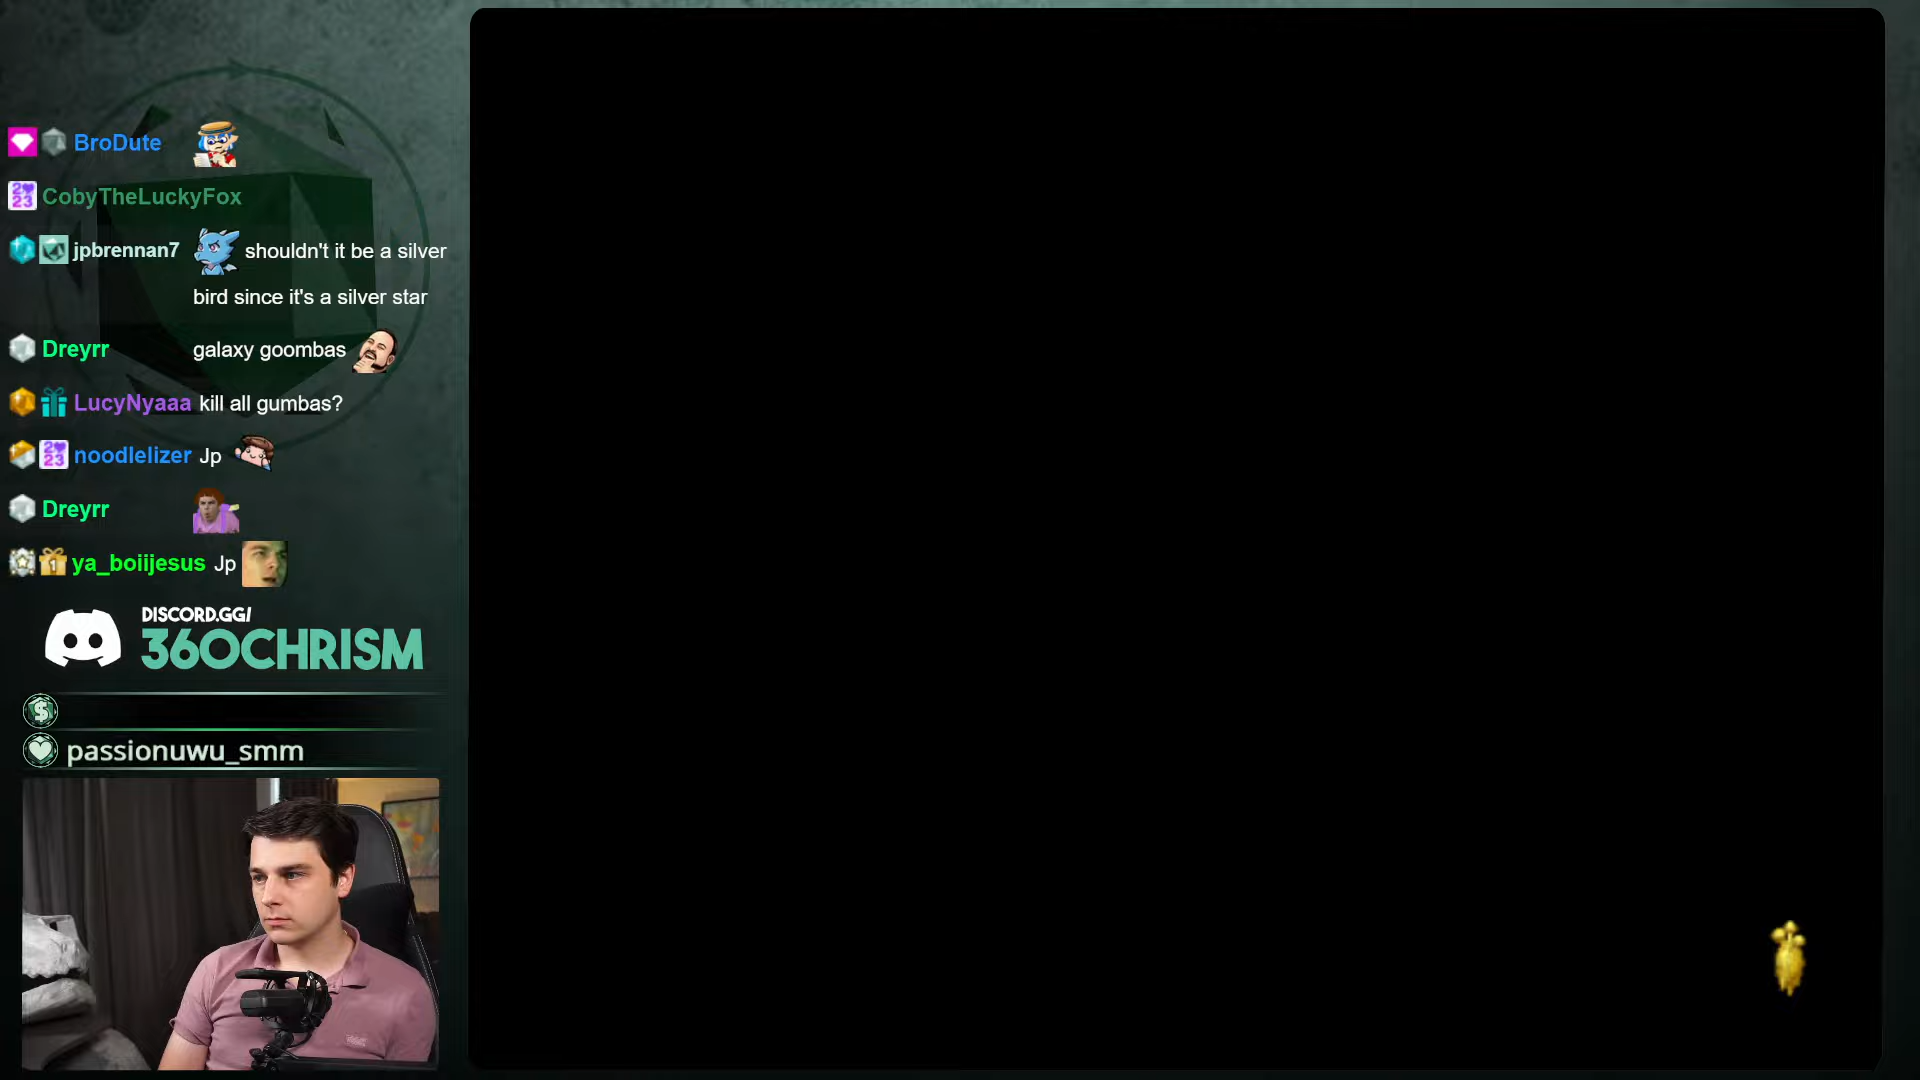 BroDute
CobyTheLuckyFox
jpbrennan7 shouldn't it be a silver
bird since it's a silver star
Dreyrr galaxy goombas
LucyNyaaa kill all gumbas?
noodlelizer Jp
Dreyrr
ya_boiijesus Jp
DISCORD.GG/
360CHRISM
passionuwu_smm